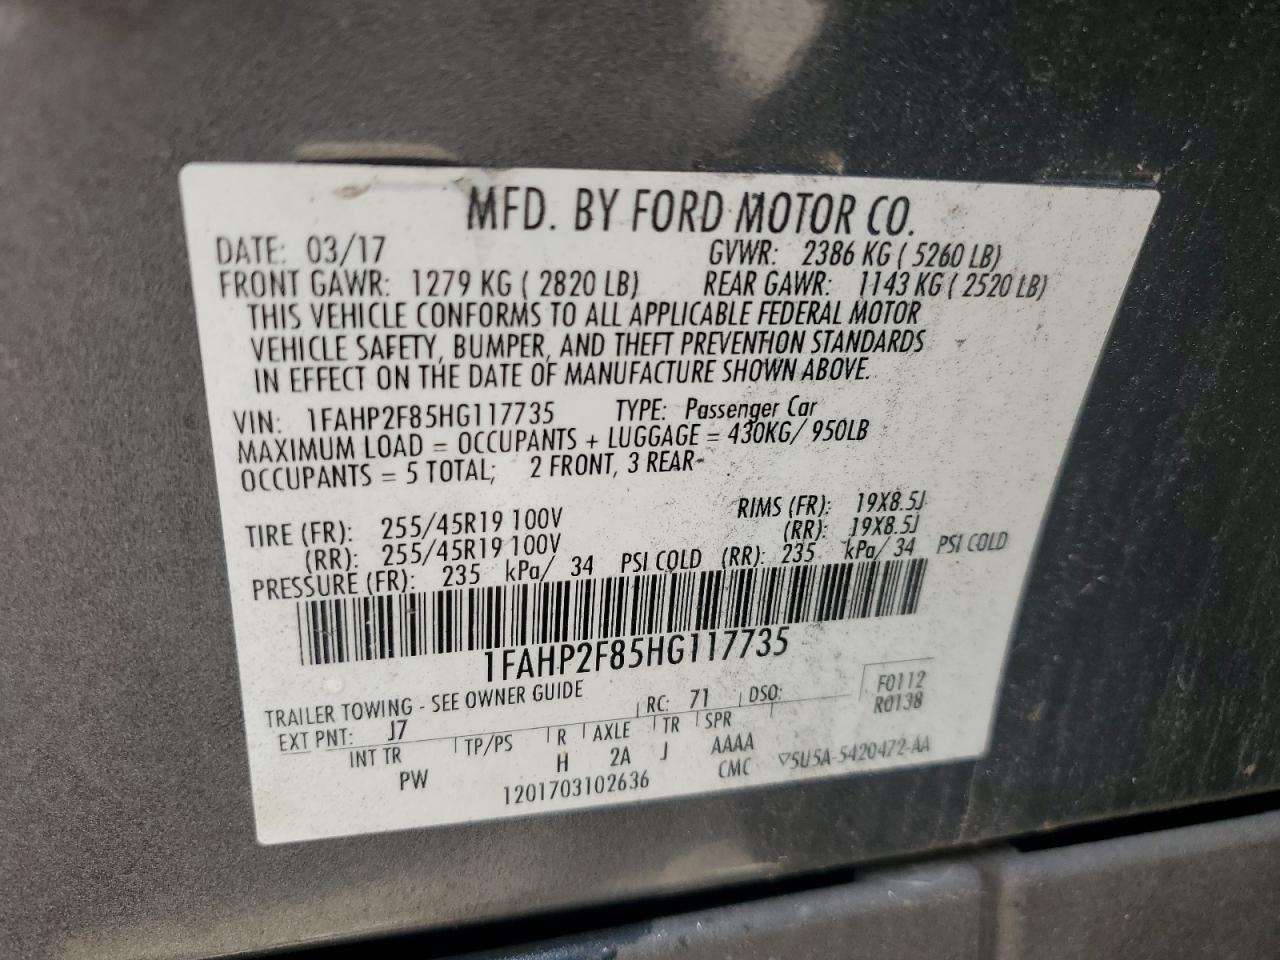 MFD. BY FORD MOTOR CO.
DATE: 03/17 GVWR: 2386 KG ( 5260 LB)
FRONT GAWR: 1279 KG ( 2820 LB) REAR GAWR: 1143 KG ( 2520 LB)
THIS VEHICLE CONFORMS TO ALL APPLICABLE FEDERAL MOTOR
VEHICLE SAFETY, BUMPER, AND THEFT PREVENTION STANDARDS
IN EFFECT ON THE DATE OF MANUFACTURE SHOWN ABOVE.
VIN: 1FAHP2F85HG117735 TYPE: Passenger Car
MAXIMUM LOAD = OCCUPANTS + LUGGAGE = 430KG/ 950LB
OCCUPANTS = 5 TOTAL; 2 FRONT, 3 REAR
TIRE (FR): 255/45R19 100V RIMS (FR): 19X8.5J
(RR): 255/45R19 100V (RR): 19X8.5J
PRESSURE (FR): 235 kPa/ 34 PSI COLD (RR): 235 kPa/ 34 PSI COLD
1FAHP2F85HG117735
TRAILER TOWING - SEE OWNER GUIDE
EXT PNT: J7 RC: 71 DSO: F0112
R0138
INT TR TP/PS R AXLE TR SPR
PW H 2A J AAAA
CMC ▽5U5A-5420472-AA
1201703102636